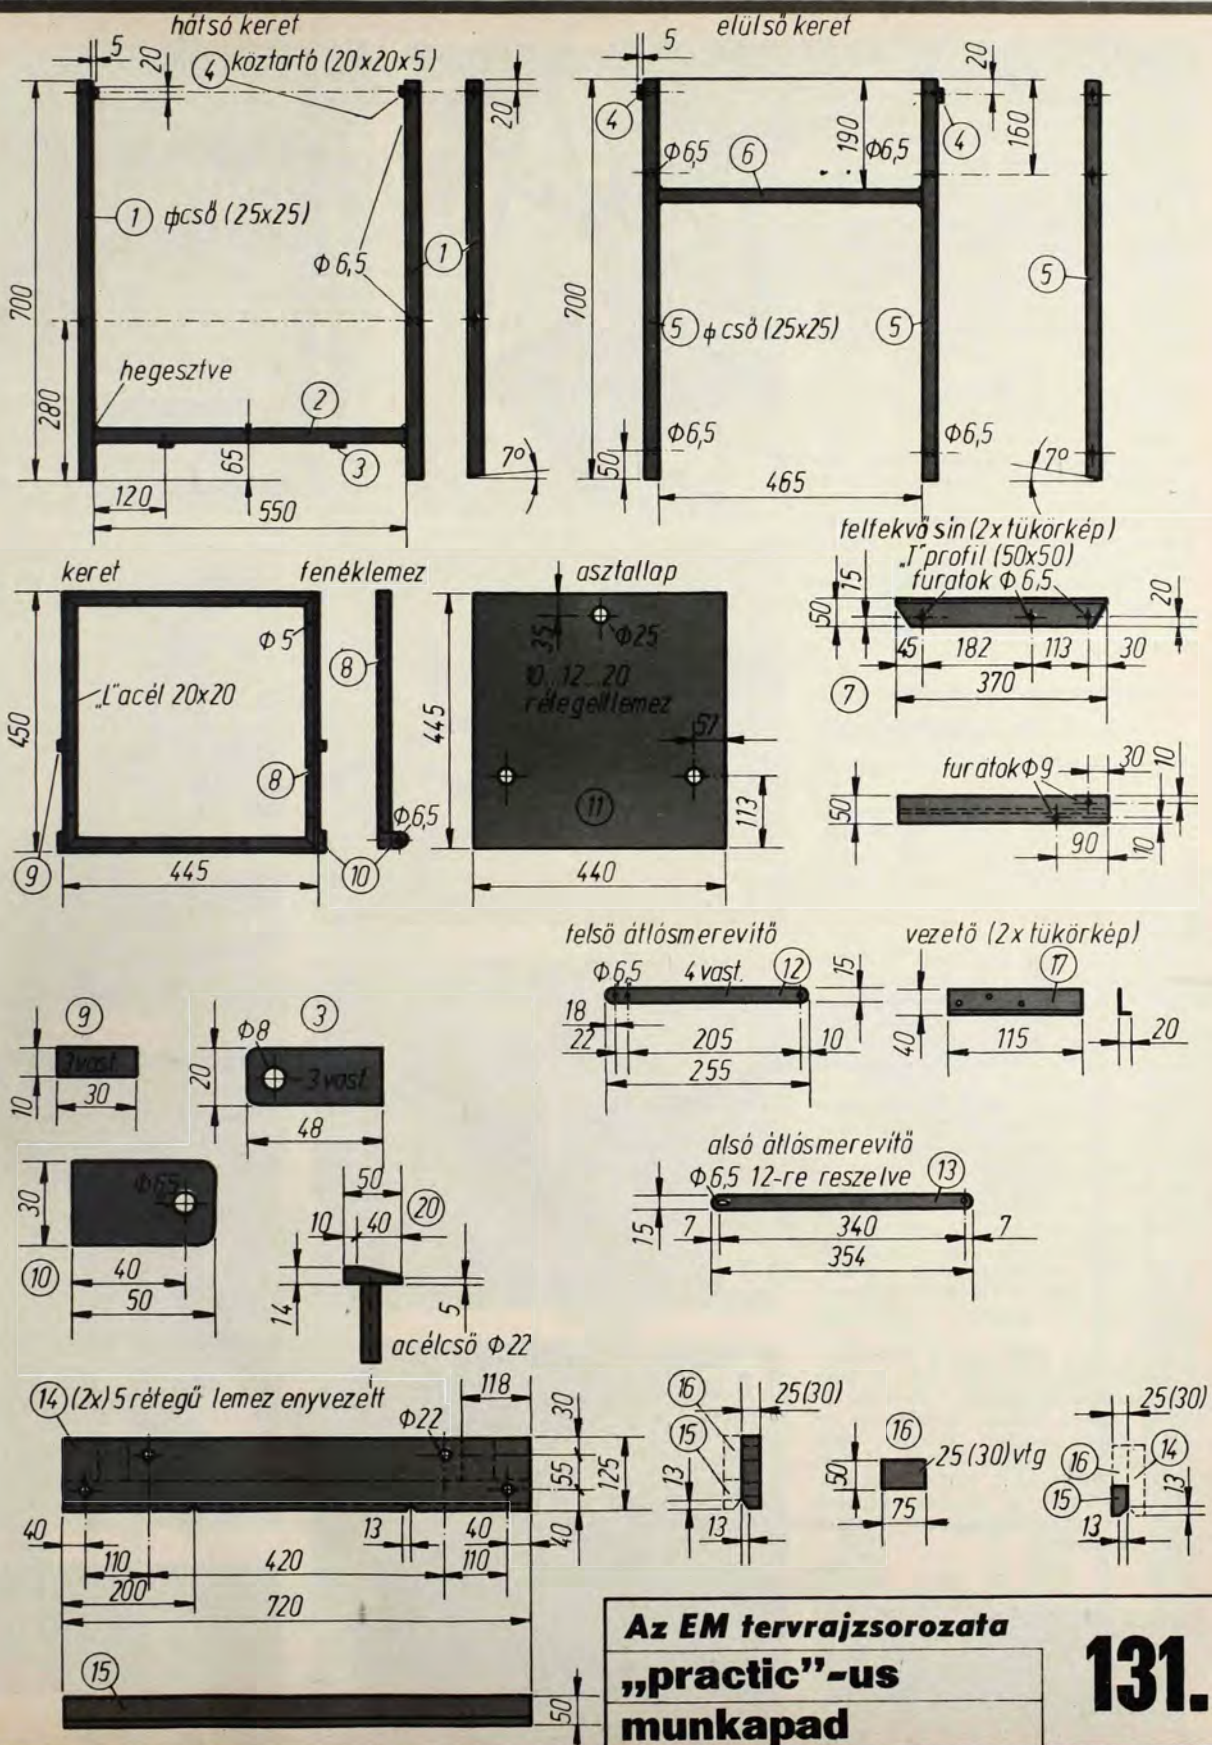 hátsó keret
5
20
4
köztartó (20x20x5)
20
1
ϕcső (25x25)
1
Φ6,5
700
280
hegesztve
2
3
65
7°
120
550
elülső keret
5
20
4
4
190
160
Φ6,5
6
Φ6,5
700
5
ϕ cső (25x25)
5
5
Φ6,5
Φ6,5
50
465
7°
keret
Φ5
„L"acél 20x20
450
8
9
445
10
fenéklemez
8
Φ6,5
asztallap
35
Φ25
10...12...20
rétegeltlemez
445
57
11
113
440
felfekvő sín (2x tükörkép)
„T"profil (50x50)
furatok Φ6,5
50
15
20
45
182
113
30
370
7
furatokΦ9
30
10
50
90
10
9
3vast.
10
30
3
Φ8
3 vast.
20
48
Φ6,5
30
10
40
50
50
10
40
20
14
5
acélcső Φ22
felső átlósmerevítő
Φ6,5
4 vast.
12
15
18
22
205
10
255
vezető (2x tükörkép)
17
40
115
20
alsó átlósmerevítő
Φ6,5 12-re reszelve
13
15
7
340
7
354
14
(2x) 5 rétegű lemez enyvezett
118
30
Φ22
55
125
40
40
13
40
110
420
110
200
720
15
50
16
25(30)
15
13
13
16
25 (30) vtg
50
75
25(30)
16
14
15
13
13
Az EM tervrajzsorozata
„practic”-us
munkapad
131.